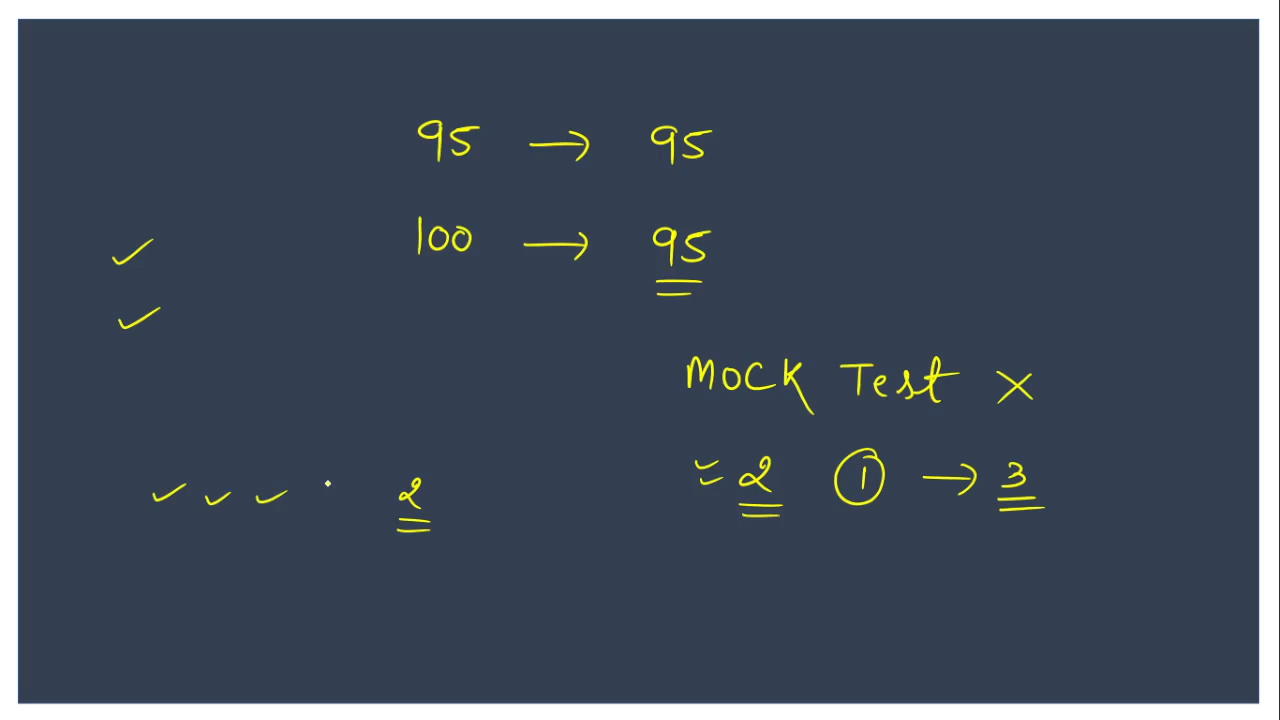 95 → 95
✓ 100 → 95
✓
MOCK Test ×
✓ ✓ ✓ 2 ✓ 2 ① → 3